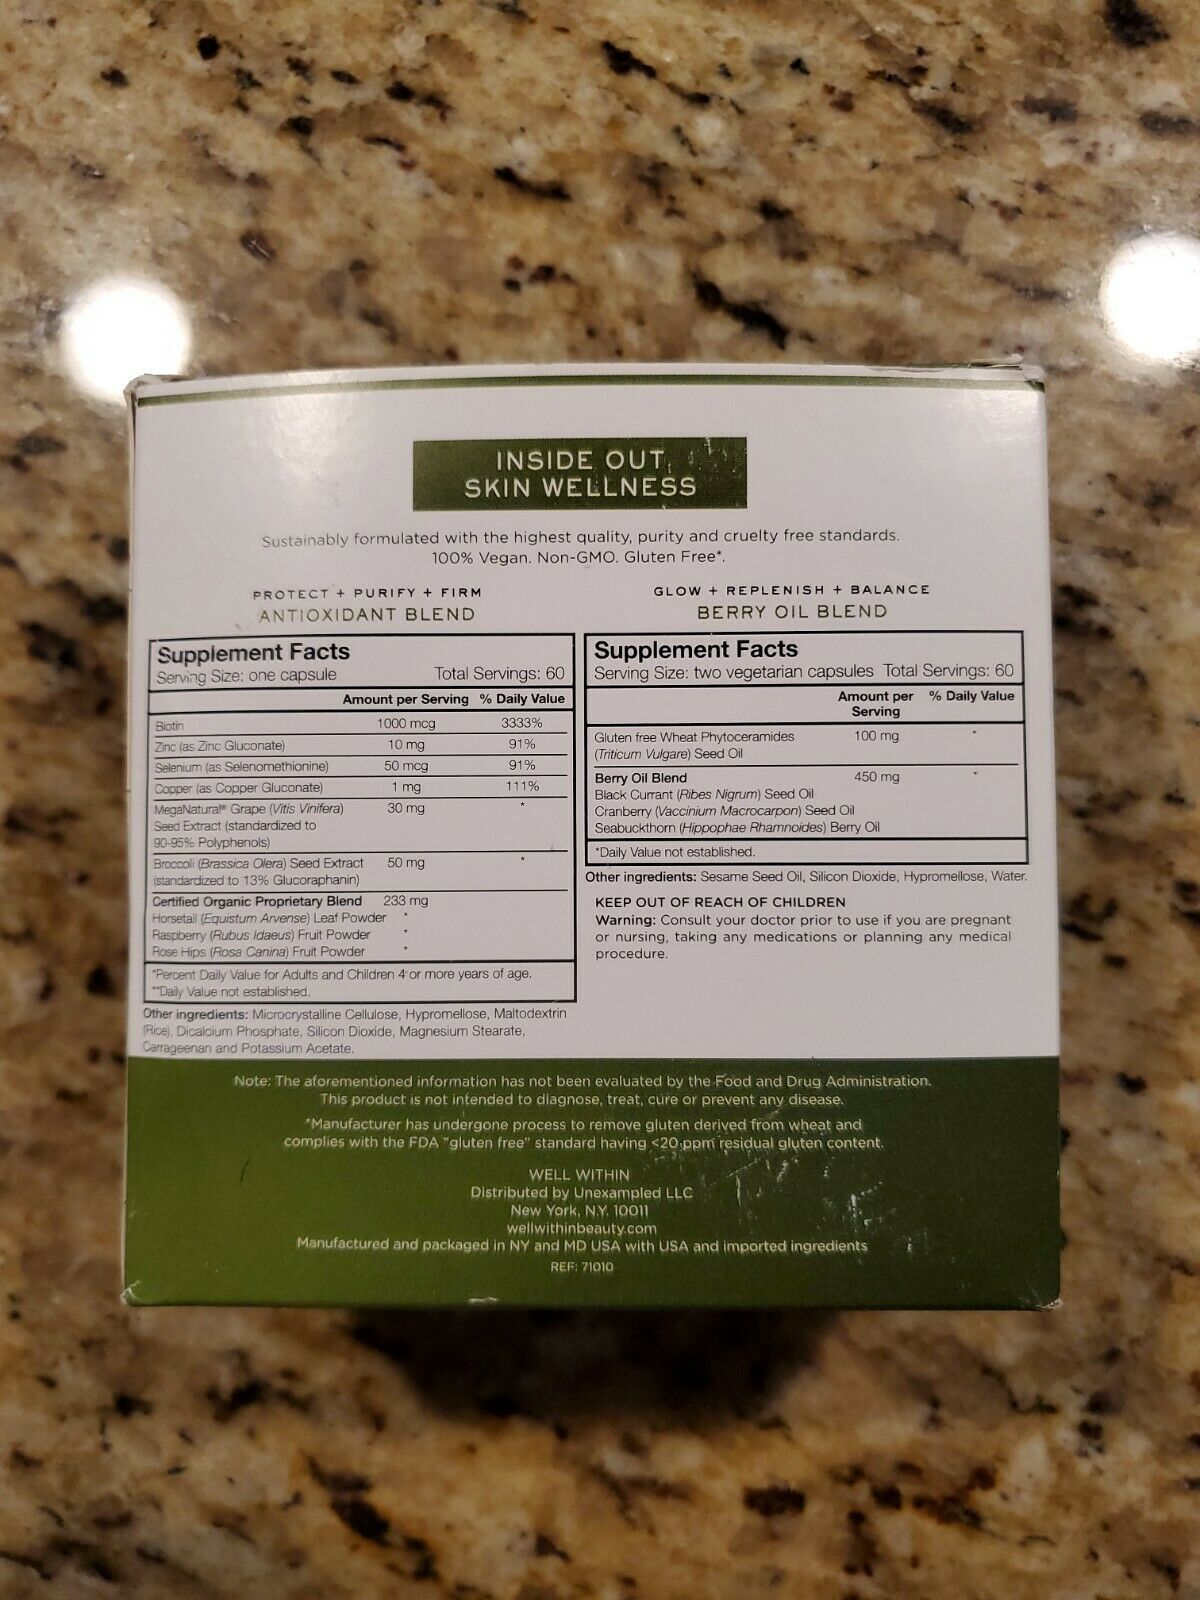 INSIDE OUT,
SKIN WELLNESS
Sustainably formulated with the highest quality, purity and cruelty free standards.
100% Vegan. Non-GMO. Gluten Free*.
PROTECT + PURIFY + FIRM
ANTIOXIDANT BLEND
Supplement Facts
Serving Size: one capsule Total Servings: 60
Amount per Serving % Daily Value
Biotin 1000 mcg 3333%
Zinc (as Zinc Gluconate) 10 mg 91%
Selenium (as Selenomethionine) 50 mcg 91%
Copper (as Copper Gluconate) 1 mg 111%
MegaNatural® Grape (Vitis Vinifera) 30 mg *
Seed Extract (standardized to
90-95% Polyphenols)
Broccoli (Brassica Olera) Seed Extract 50 mg *
(standardized to 13% Glucoraphanin)
Certified Organic Proprietary Blend 233 mg
Horsetail (Equistum Arvense) Leaf Powder *
Raspberry (Rubus Idaeus) Fruit Powder *
Rose Hips (Rosa Canina) Fruit Powder *
*Percent Daily Value for Adults and Children 4 or more years of age.
**Daily Value not established.
Other ingredients: Microcrystalline Cellulose, Hypromellose, Maltodextrin
(Rice), Dicalcium Phosphate, Silicon Dioxide, Magnesium Stearate,
Carrageenan and Potassium Acetate.
GLOW + REPLENISH + BALANCE
BERRY OIL BLEND
Supplement Facts
Serving Size: two vegetarian capsules Total Servings: 60
Amount per % Daily Value
Serving
Gluten free Wheat Phytoceramides 100 mg *
(Triticum Vulgare) Seed Oil
Berry Oil Blend 450 mg *
Black Currant (Ribes Nigrum) Seed Oil
Cranberry (Vaccinium Macrocarpon) Seed Oil
Seabuckthorn (Hippophae Rhamnoides) Berry Oil
*Daily Value not established.
Other ingredients: Sesame Seed Oil, Silicon Dioxide, Hypromellose, Water.
KEEP OUT OF REACH OF CHILDREN
Warning: Consult your doctor prior to use if you are pregnant
or nursing, taking any medications or planning any medical
procedure.
Note: The aforementioned information has not been evaluated by the Food and Drug Administration.
This product is not intended to diagnose, treat, cure or prevent any disease.
*Manufacturer has undergone process to remove gluten derived from wheat and
complies with the FDA "gluten free" standard having <20 ppm residual gluten content.
WELL WITHIN
Distributed by Unexampled LLC
New York, N.Y. 10011
wellwithinbeauty.com
Manufactured and packaged in NY and MD USA with USA and imported ingredients
REF: 71010